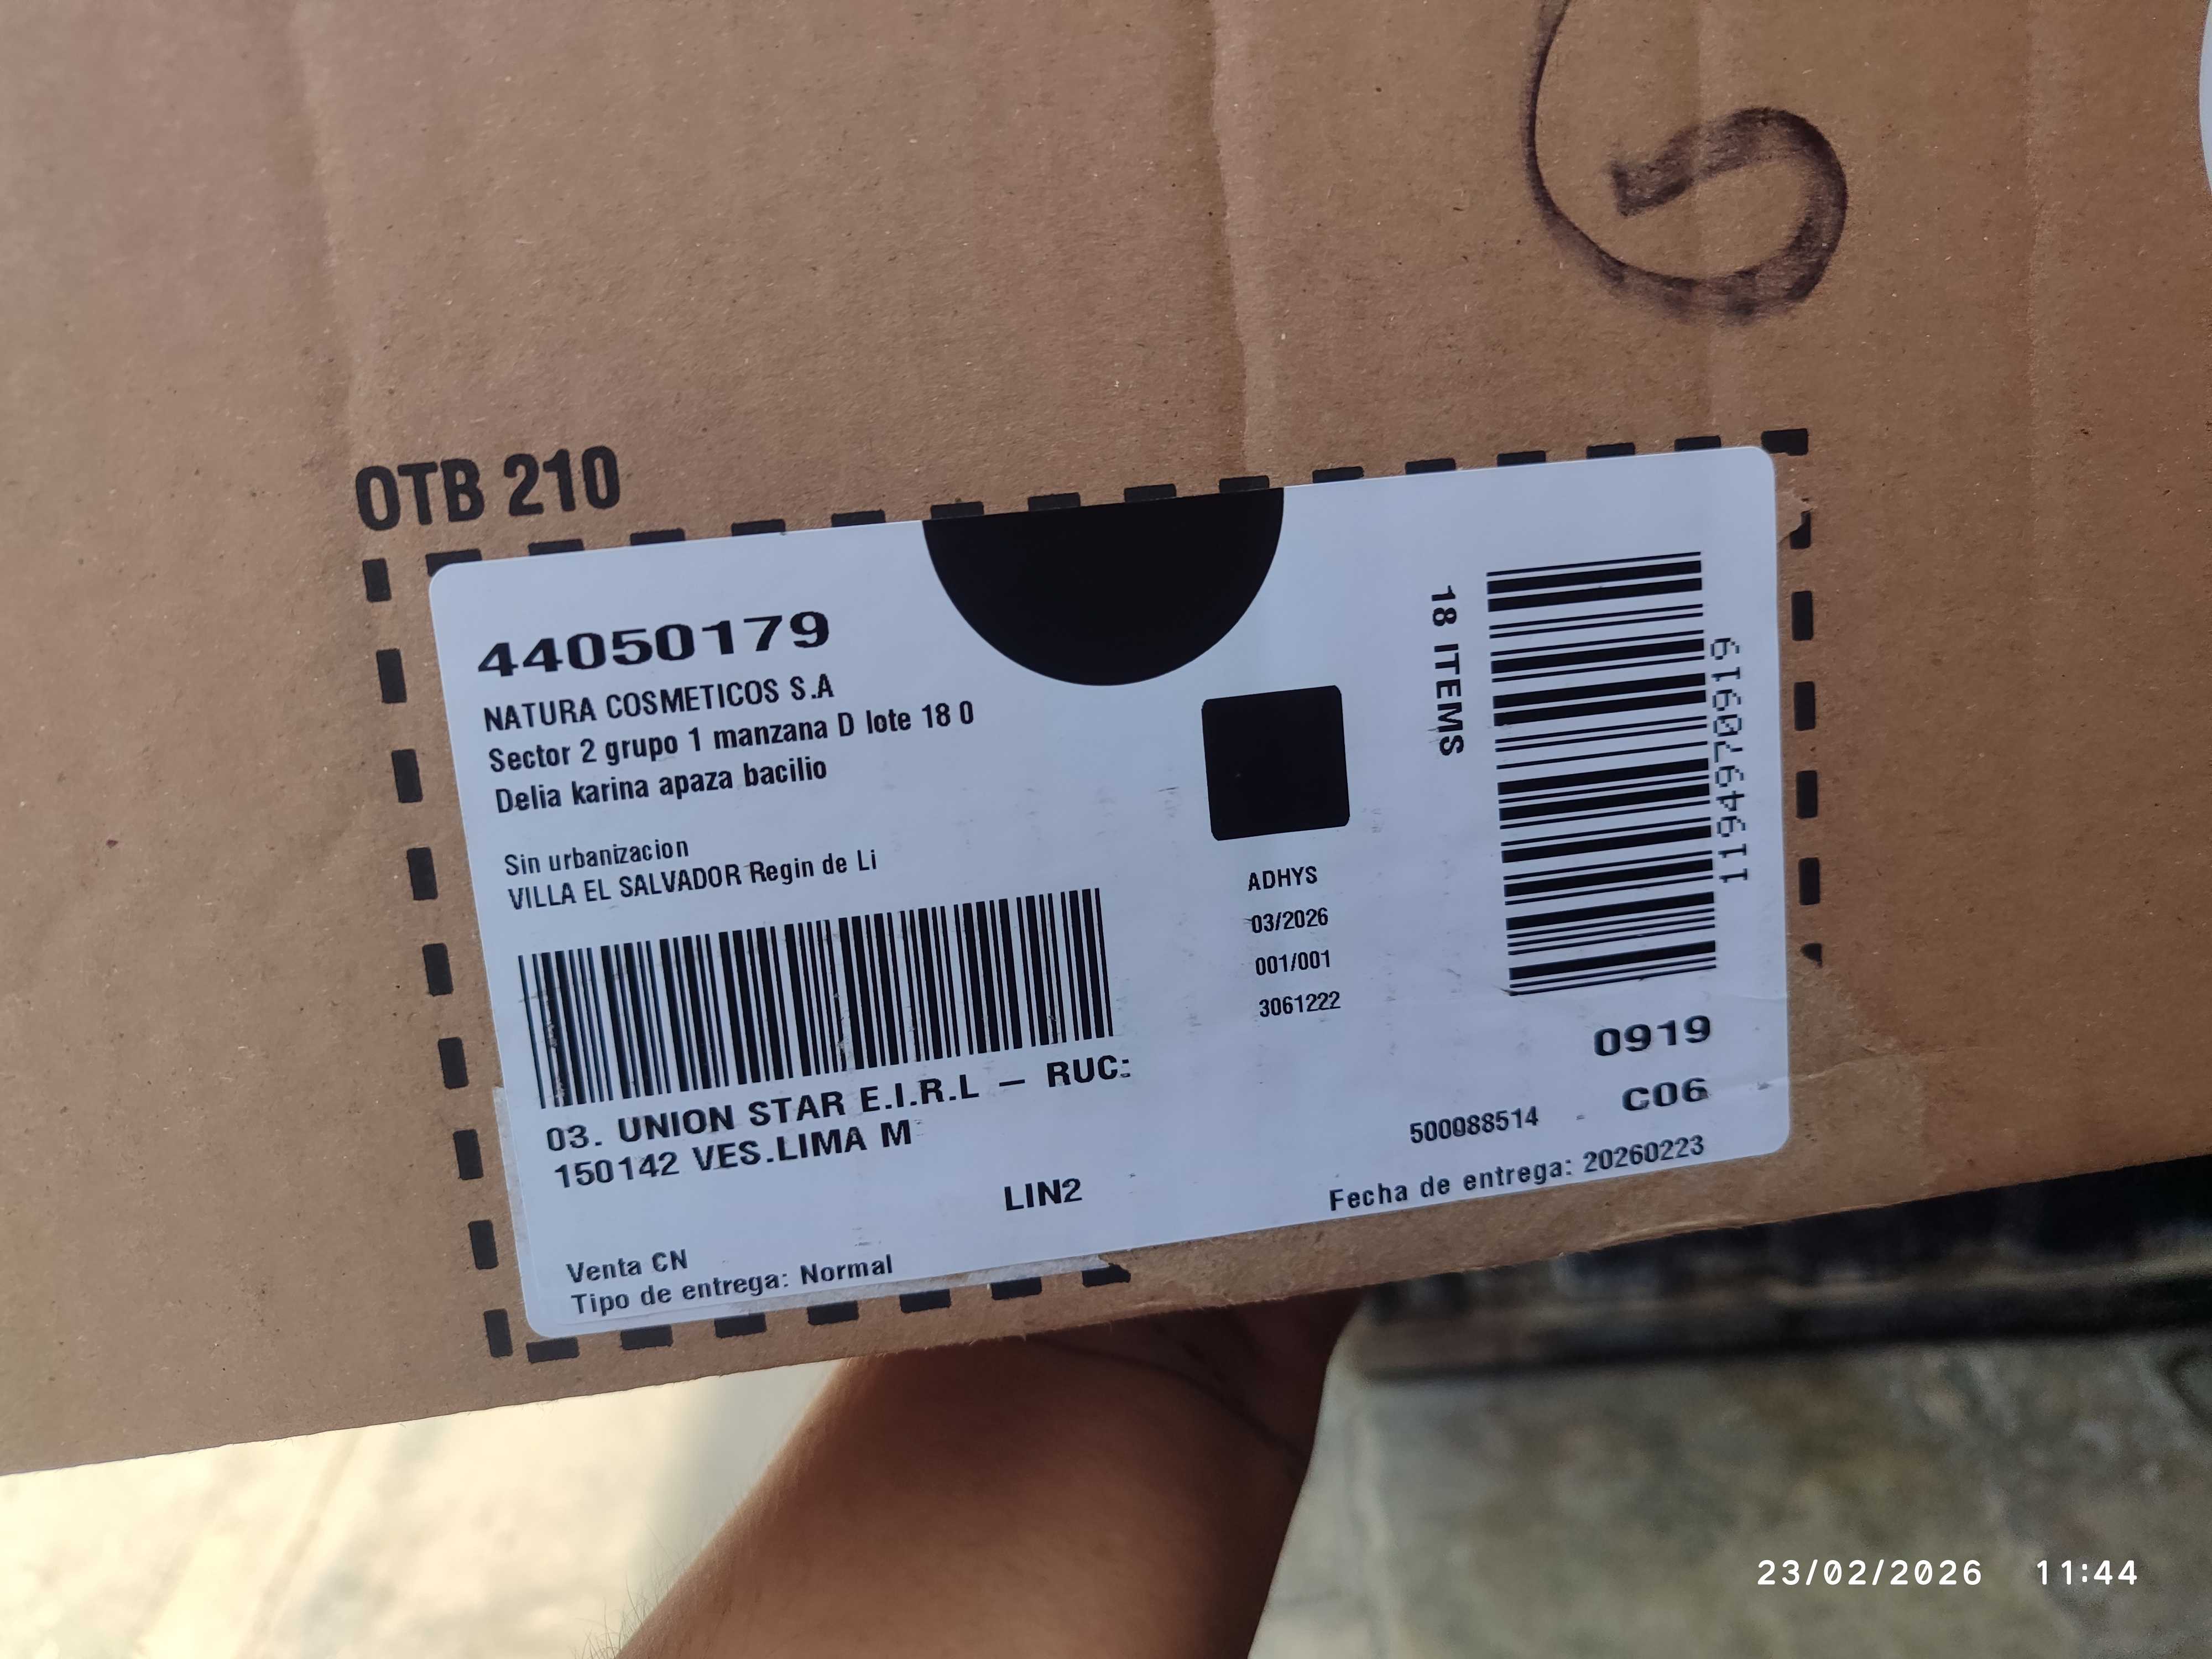 6
OTB 210
44050179
NATURA COSMETICOS S.A
Sector 2 grupo 1 manzana D lote 18 0
Delia karina apaza bacilio
Sin urbanizacion
VILLA EL SALVADOR Regin de Li
03. UNION STAR E.I.R.L – RUC:
150142 VES.LIMA M
LIN2
Venta CN
Tipo de entrega: Normal
ADHYS
03/2026
001/001
3061222
18 ITEMS
0919
500088514 - C06
Fecha de entrega: 20260223
23/02/2026 11:44